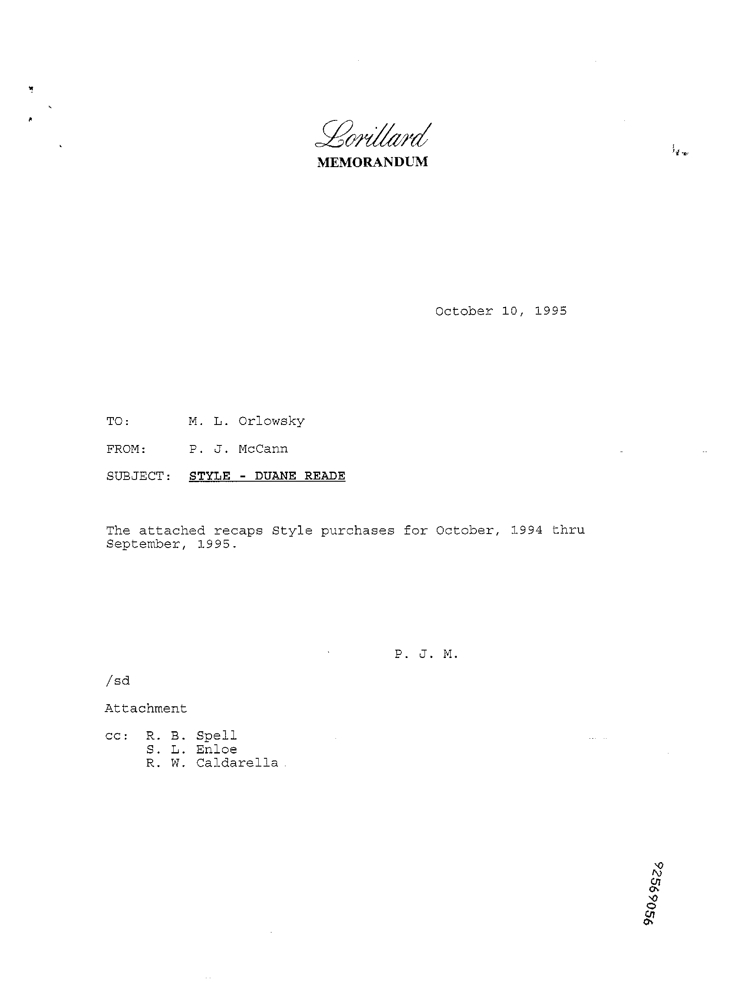 Lorillard
MEMORANDUM
October 10, 1995
TO: M. L. Orlowsky
FROM: P. J. McCann
SUBJECT: STYLE - DUANE READE
The attached recaps Style purchases for October, 1994 thru
September, 1995.
P. J. M.
/sd
Attachment
cc: R. B. Spell
S. L. Enloe
R. W. Caldarella
92569056